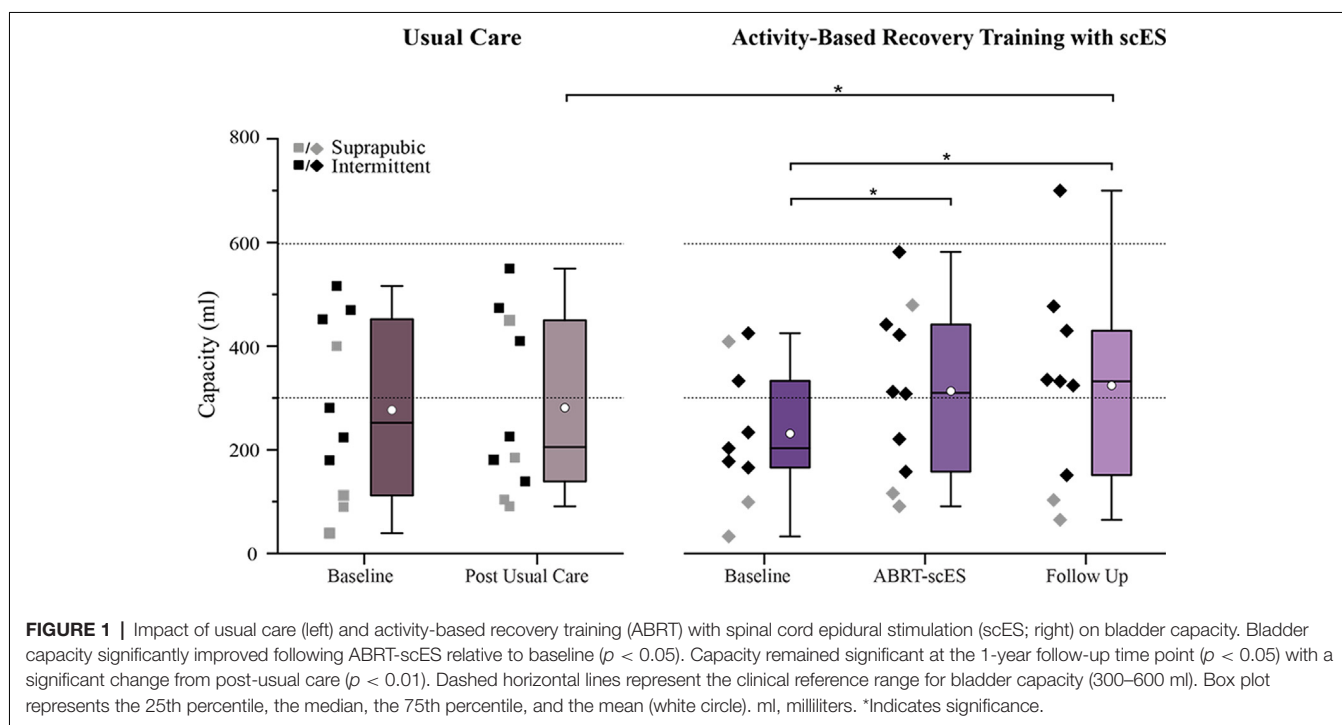 Usual Care
Activity-Based Recovery Training with scES
*
*
*
■/◆ Suprapubic
■/◆ Intermittent
Capacity (ml)
800
600
400
200
0
Baseline
Post Usual Care
Baseline
ABRT-scES
Follow Up
FIGURE 1 | Impact of usual care (left) and activity-based recovery training (ABRT) with spinal cord epidural stimulation (scES; right) on bladder capacity. Bladder
capacity significantly improved following ABRT-scES relative to baseline (p < 0.05). Capacity remained significant at the 1-year follow-up time point (p < 0.05) with a
significant change from post-usual care (p < 0.01). Dashed horizontal lines represent the clinical reference range for bladder capacity (300–600 ml). Box plot
represents the 25th percentile, the median, the 75th percentile, and the mean (white circle). ml, milliliters. *Indicates significance.